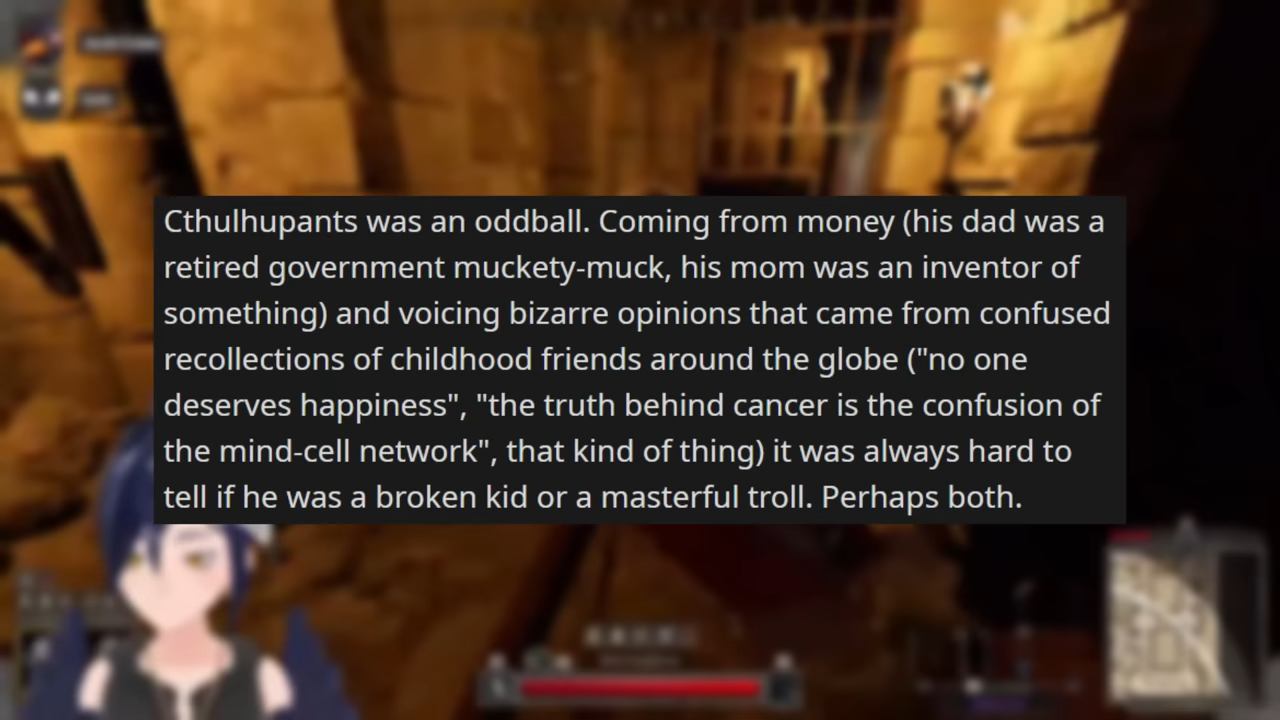 Cthulhupants was an oddball. Coming from money (his dad was a
retired government muckety-muck, his mom was an inventor of
something) and voicing bizarre opinions that came from confused
recollections of childhood friends around the globe ("no one
deserves happiness", "the truth behind cancer is the confusion of
the mind-cell network", that kind of thing) it was always hard to
tell if he was a broken kid or a masterful troll. Perhaps both.